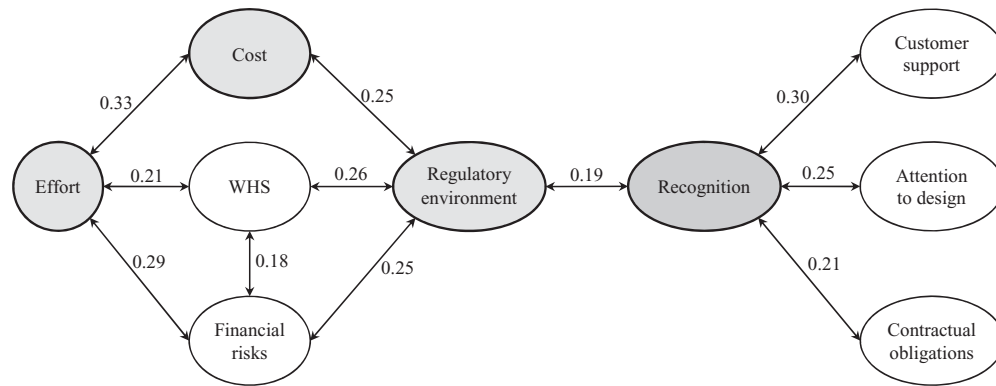 Cost
Customer
support
0.33
0.25
0.30
Effort
0.21
WHS
0.26
Regulatory
environment
0.19
Recognition
0.25
Attention
to design
0.29
0.18
0.25
0.21
Financial
risks
Contractual
obligations